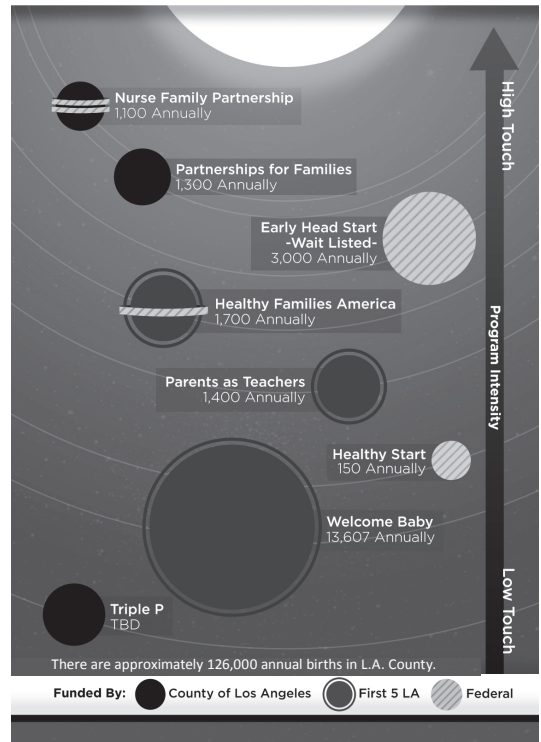 Nurse Family Partnership
1,100 Annually
Partnerships for Families
1,300 Annually
Early Head Start
-Wait Listed-
3,000 Annually
Healthy Families America
1,700 Annually
Parents as Teachers
1,400 Annually
Healthy Start
150 Annually
Welcome Baby
13,607 Annually
Triple P
TBD
High Touch
Program Intensity
Low Touch
There are approximately 126,000 annual births in L.A. County.
Funded By: County of Los Angeles First 5 LA Federal